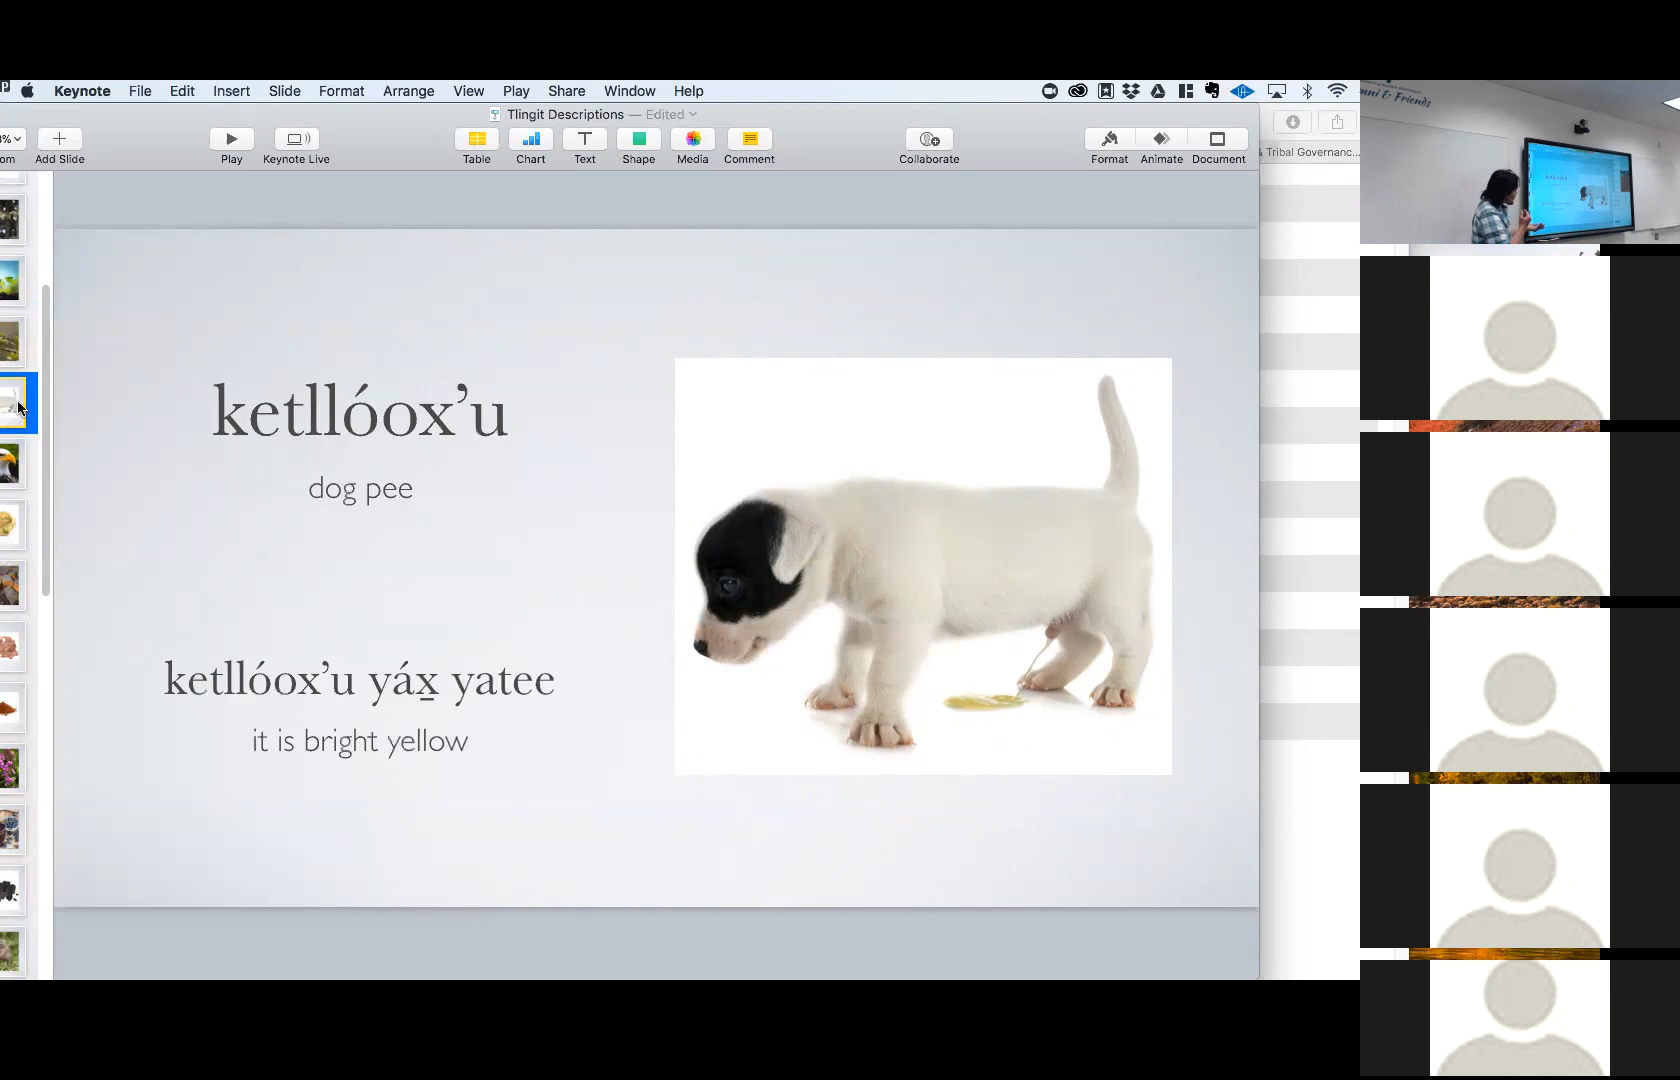 Keynote File Edit Insert Slide Format Arrange View Play Share Window Help
Tlingit Descriptions — Edited
Add Slide Play Keynote Live Table Chart Text Shape Media Comment Collaborate Format Animate Document
& Tribal Governanc...
& Friends
ketllóox’u
dog pee
ketllóox’u yáx̱ yatee
it is bright yellow